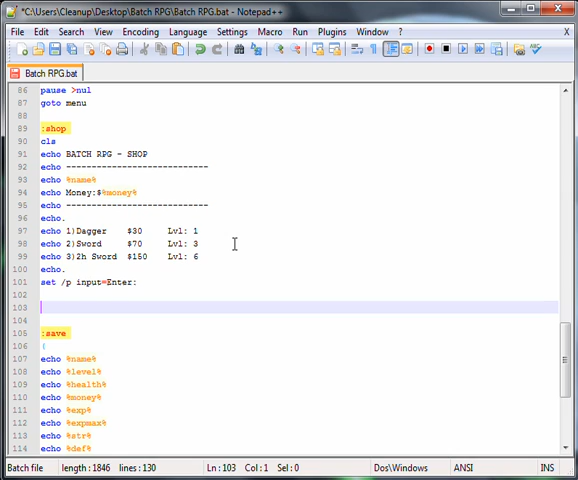 *C:\Users\Cleanup\Desktop\Batch RPG\Batch RPG.bat - Notepad++
File Edit Search View Encoding Language Settings Macro Run Plugins Window ? X
Batch RPG.bat
86 pause >nul
87 goto menu
88
89 :shop
90 cls
91 echo BATCH RPG - SHOP
92 echo ---------------------------
93 echo %name%
94 echo Money:$%money%
95 echo ---------------------------
96 echo.
97 echo 1)Dagger $30 Lvl: 1
98 echo 2)Sword $70 Lvl: 3
99 echo 3)2h Sword $150 Lvl: 6
100 echo.
101 set /p input=Enter:
102
103
104
105 :save
106 (
107 echo %name%
108 echo %level%
109 echo %health%
110 echo %money%
111 echo %exp%
112 echo %expmax%
113 echo %str%
114 echo %def%
Batch file length : 1846 lines : 130 Ln : 103 Col : 1 Sel : 0 Dos\Windows ANSI INS